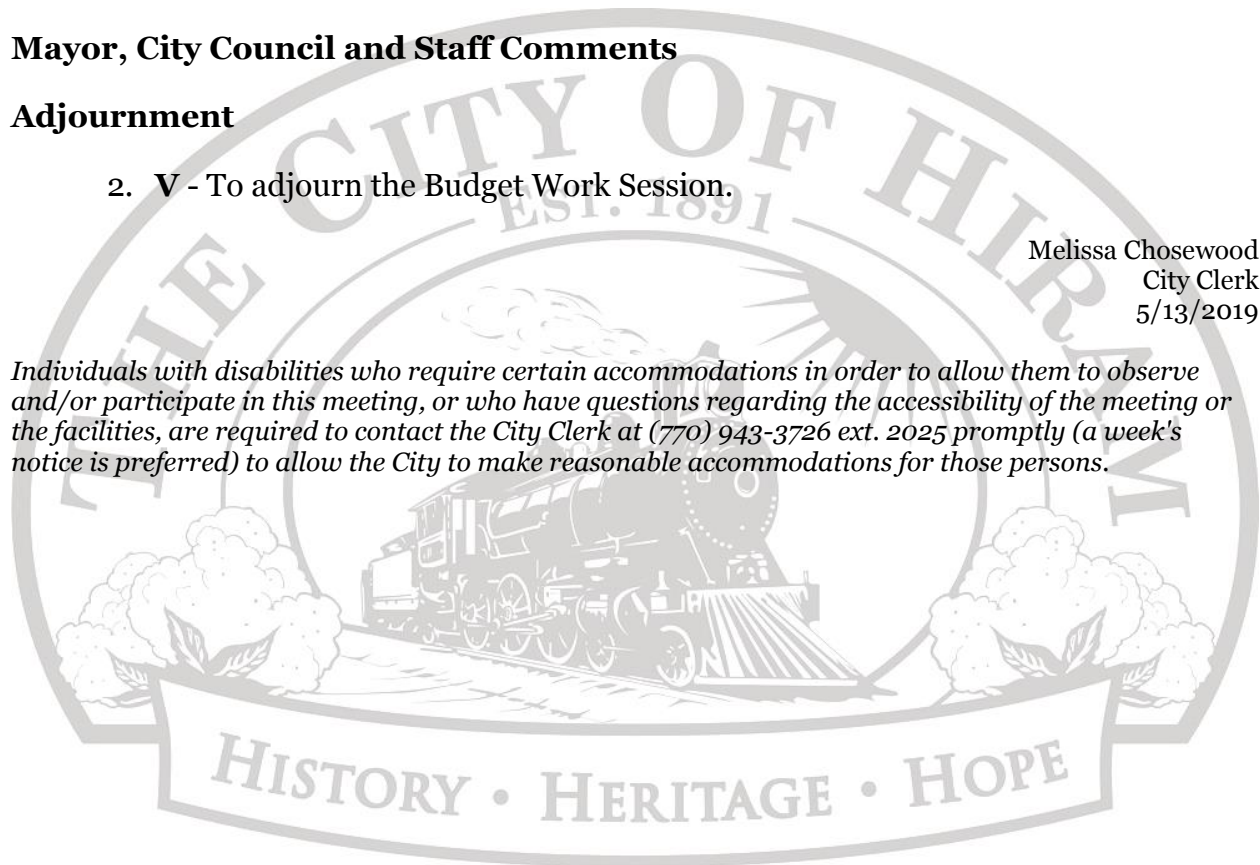 Mayor, City Council and Staff Comments
Adjournment
2. V - To adjourn the Budget Work Session.
THE CITY OF HIRAM
EST. 1891
Melissa Chosewood
City Clerk
5/13/2019
Individuals with disabilities who require certain accommodations in order to allow them to observe
and/or participate in this meeting, or who have questions regarding the accessibility of the meeting or
the facilities, are required to contact the City Clerk at (770) 943-3726 ext. 2025 promptly (a week's
notice is preferred) to allow the City to make reasonable accommodations for those persons.
HISTORY • HERITAGE • HOPE